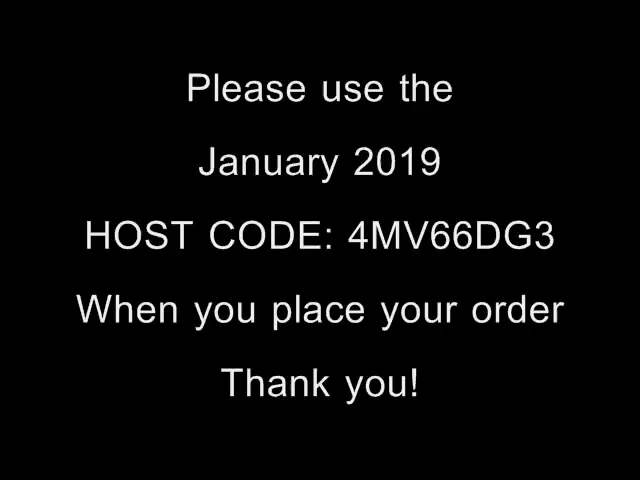 Please use the
January 2019
HOST CODE: 4MV66DG3
When you place your order
Thank you!